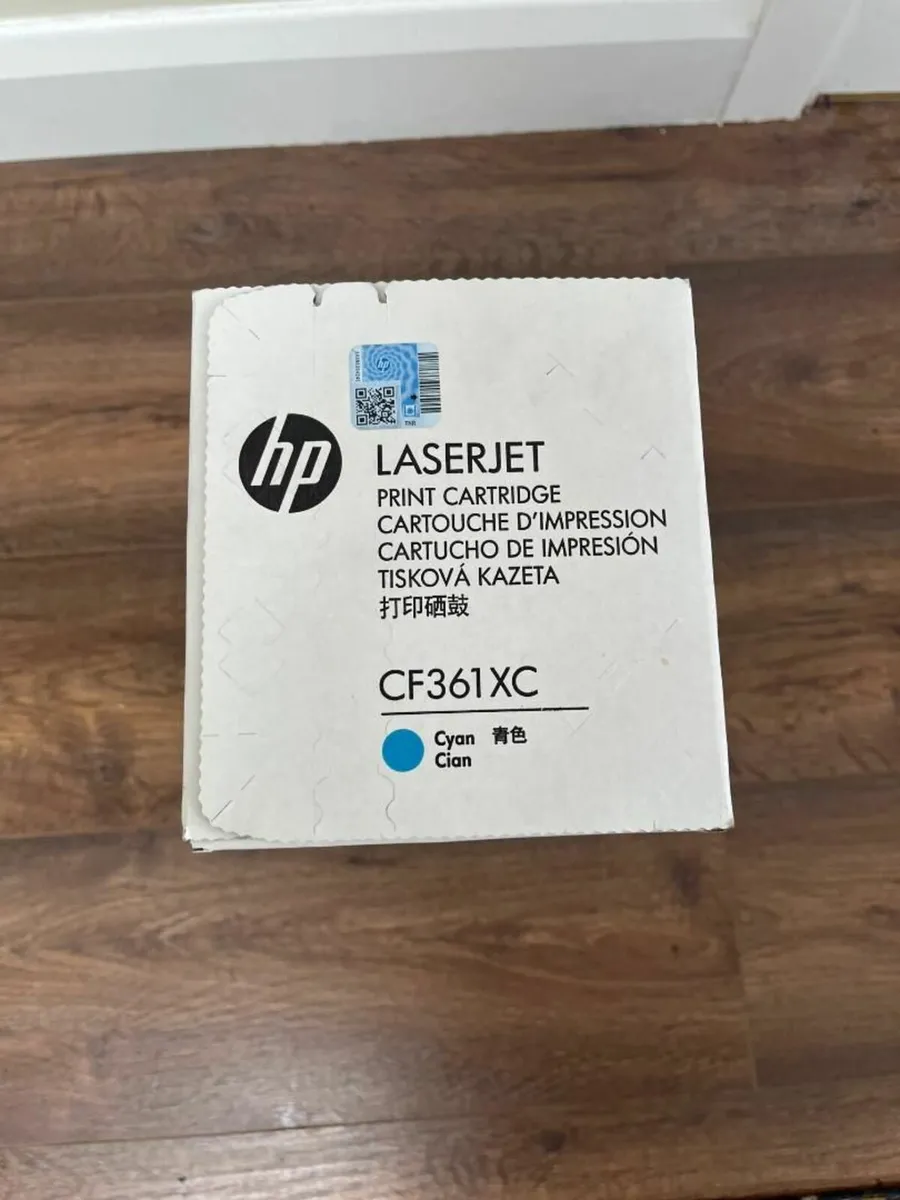 hp
LASERJET
PRINT CARTRIDGE
CARTOUCHE D'IMPRESSION
CARTUCHO DE IMPRESIÓN
TISKOVÁ KAZETA
打印硒鼓
CF361XC
Cyan 青色
Cian